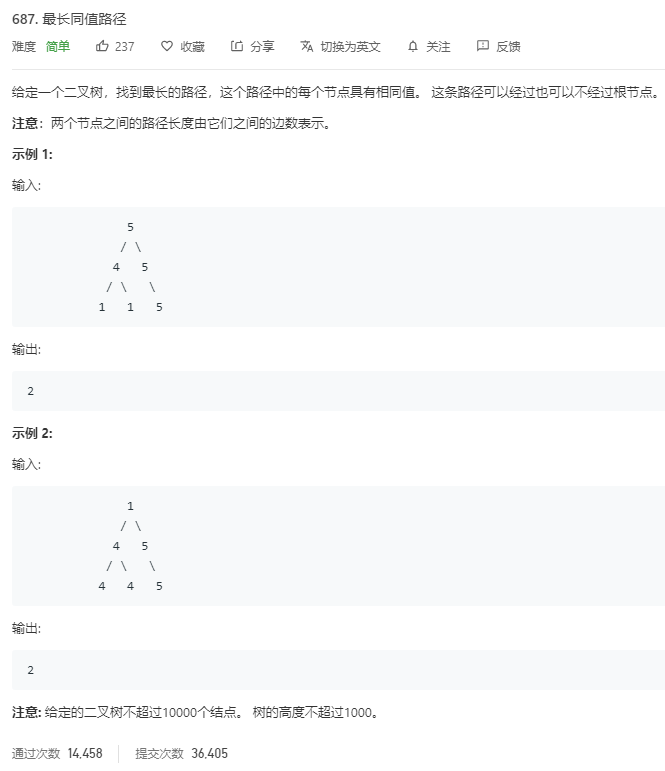 687. 最长同值路径
难度 简单 237 收藏 分享 切换为英文 关注 反馈
给定一个二叉树，找到最长的路径，这个路径中的每个节点具有相同值。 这条路径可以经过也可以不经过根节点。
注意：两个节点之间的路径长度由它们之间的边数表示。
示例 1:
输入:
5
/ \
4 5
/ \ \
1 1 5
输出:
2
示例 2:
输入:
1
/ \
4 5
/ \ \
4 4 5
输出:
2
注意: 给定的二叉树不超过10000个结点。 树的高度不超过1000。
通过次数 14,458 提交次数 36,405